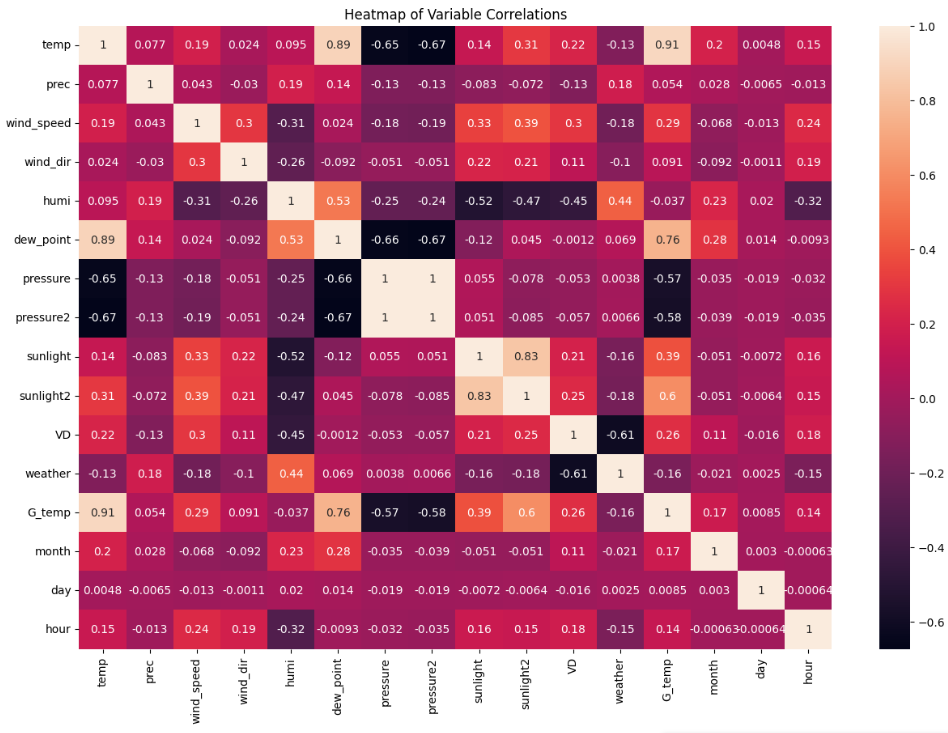 Heatmap of Variable Correlations
temp 1 0.077 0.19 0.024 0.095 0.89 -0.65 -0.67 0.14 0.31 0.22 -0.13 0.91 0.2 0.0048 0.15
prec 0.077 1 0.043 -0.03 0.19 0.14 -0.13 -0.13 -0.083 -0.072 -0.13 0.18 0.054 0.028 -0.0065 -0.013
wind_speed 0.19 0.043 1 0.3 -0.31 0.024 -0.18 -0.19 0.33 0.39 0.3 -0.18 0.29 -0.068 -0.013 0.24
wind_dir 0.024 -0.03 0.3 1 -0.26 -0.092 -0.051 -0.051 0.22 0.21 0.11 -0.1 0.091 -0.092 -0.0011 0.19
humi 0.095 0.19 -0.31 -0.26 1 0.53 -0.25 -0.24 -0.52 -0.47 -0.45 0.44 -0.037 0.23 0.02 -0.32
dew_point 0.89 0.14 0.024 -0.092 0.53 1 -0.66 -0.67 -0.12 0.045 -0.0012 0.069 0.76 0.28 0.014 -0.0093
pressure -0.65 -0.13 -0.18 -0.051 -0.25 -0.66 1 1 0.055 -0.078 -0.053 0.0038 -0.57 -0.035 -0.019 -0.032
pressure2 -0.67 -0.13 -0.19 -0.051 -0.24 -0.67 1 1 0.051 -0.085 -0.057 0.0066 -0.58 -0.039 -0.019 -0.035
sunlight 0.14 -0.083 0.33 0.22 -0.52 -0.12 0.055 0.051 1 0.83 0.21 -0.16 0.39 -0.051 -0.0072 0.16
sunlight2 0.31 -0.072 0.39 0.21 -0.47 0.045 -0.078 -0.085 0.83 1 0.25 -0.18 0.6 -0.051 -0.0064 0.15
VD 0.22 -0.13 0.3 0.11 -0.45 -0.0012 -0.053 -0.057 0.21 0.25 1 -0.61 0.26 0.11 -0.016 0.18
weather -0.13 0.18 -0.18 -0.1 0.44 0.069 0.0038 0.0066 -0.16 -0.18 -0.61 1 -0.16 -0.021 0.0025 -0.15
G_temp 0.91 0.054 0.29 0.091 -0.037 0.76 -0.57 -0.58 0.39 0.6 0.26 -0.16 1 0.17 0.0085 0.14
month 0.2 0.028 -0.068 -0.092 0.23 0.28 -0.035 -0.039 -0.051 -0.051 0.11 -0.021 0.17 1 0.003 -0.00063
day 0.0048 -0.0065 -0.013 -0.0011 0.02 0.014 -0.019 -0.019 -0.0072 -0.0064 -0.016 0.0025 0.0085 0.003 1 -0.00064
hour 0.15 -0.013 0.24 0.19 -0.32 -0.0093 -0.032 -0.035 0.16 0.15 0.18 -0.15 0.14 -0.00063 -0.00064 1
temp prec wind_speed wind_dir humi dew_point pressure pressure2 sunlight sunlight2 VD weather G_temp month day hour
1.0
0.8
0.6
0.4
0.2
0.0
−0.2
−0.4
−0.6